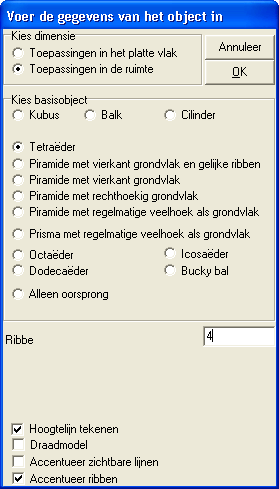 Voer de gegevens van het object in
Kies dimensie
Toepassingen in het platte vlak
Toepassingen in de ruimte
Annuleer
OK
Kies basisobject
Kubus
Balk
Cilinder
Tetraëder
Piramide met vierkant grondvlak en gelijke ribben
Piramide met vierkant grondvlak
Piramide met rechthoekig grondvlak
Piramide met regelmatige veelhoek als grondvlak
Prisma met regelmatige veelhoek als grondvlak
Octaëder
Icosaëder
Dodecaëder
Bucky bal
Alleen oorsprong
Ribbe
4
Hoogtelijn tekenen
Draadmodel
Accentueer zichtbare lijnen
Accentueer ribben